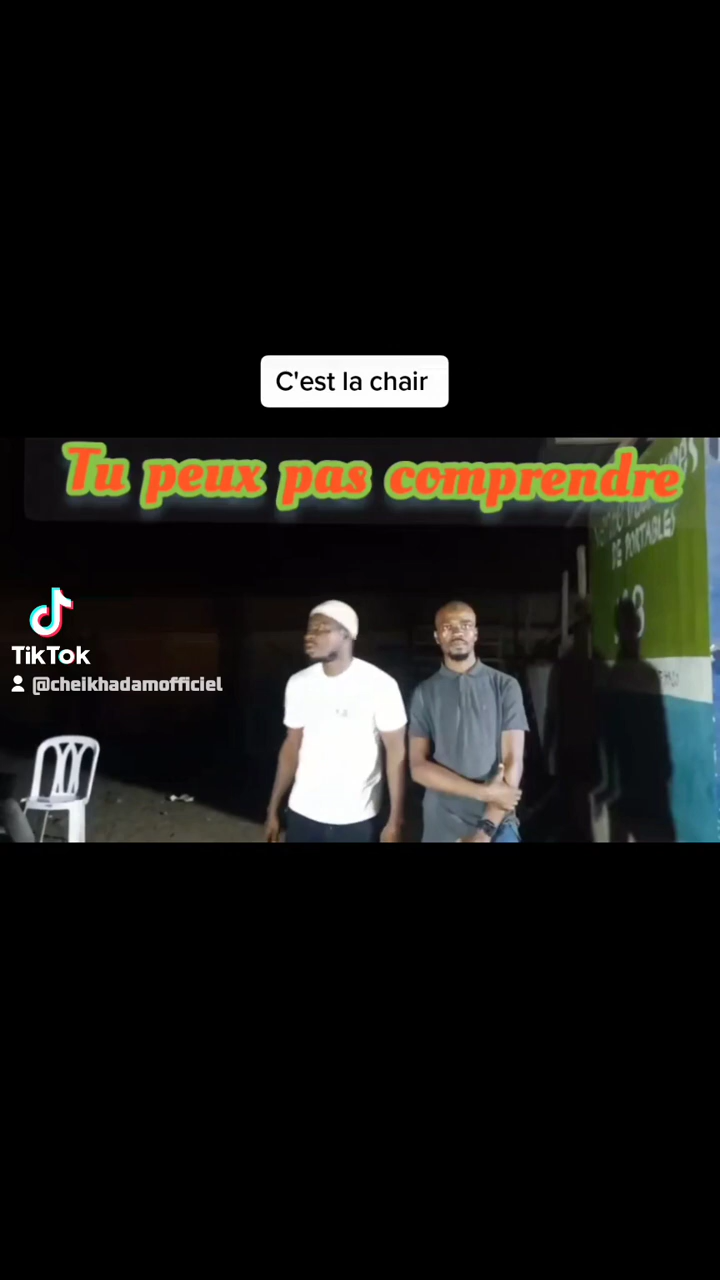 C'est la chair
Tu peux pas comprendre
DE PORTABLES
TikTok
@cheikhadamofficiel